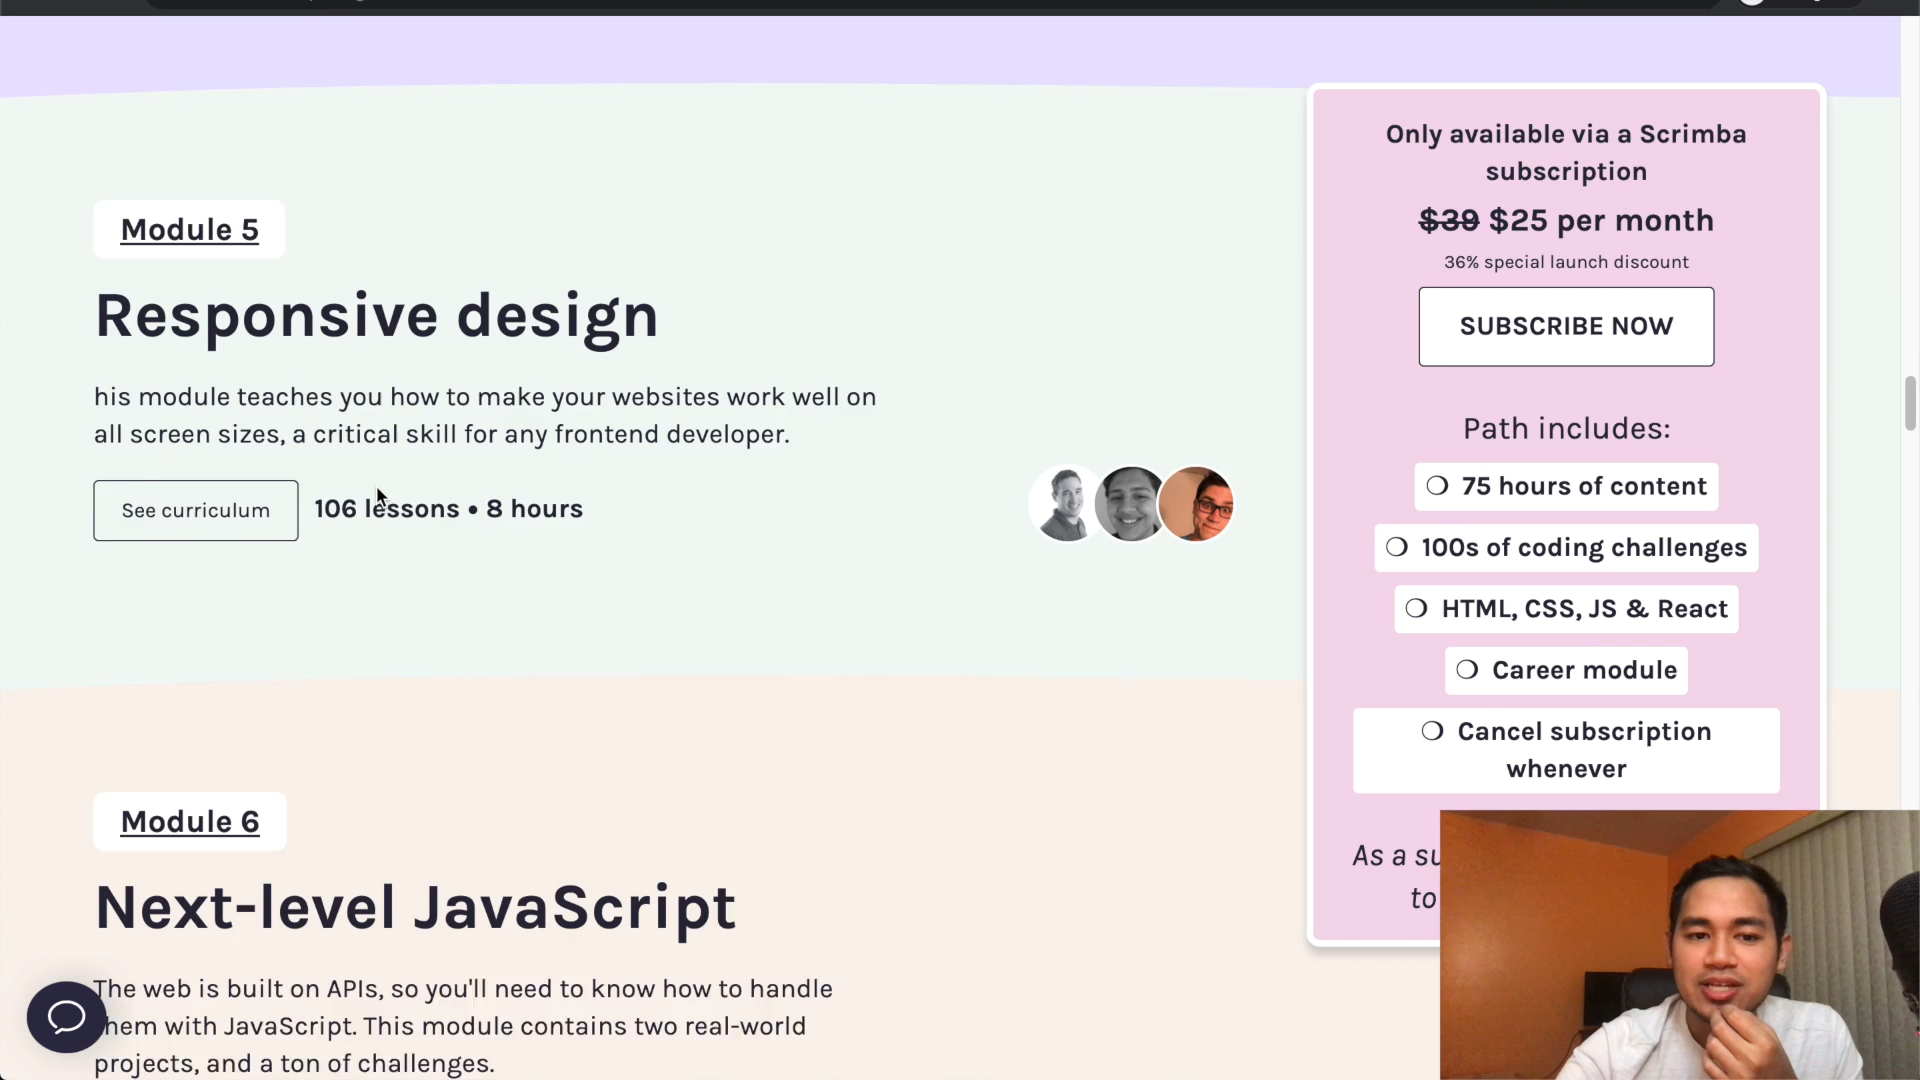 Module 5
Responsive design
his module teaches you how to make your websites work well on
all screen sizes, a critical skill for any frontend developer.
See curriculum
106 lessons • 8 hours
Only available via a Scrimba
subscription
$39 $25 per month
36% special launch discount
SUBSCRIBE NOW
Path includes:
75 hours of content
100s of coding challenges
HTML, CSS, JS & React
Career module
Cancel subscription
whenever
As a
to
Module 6
Next-level JavaScript
The web is built on APIs, so you'll need to know how to handle
them with JavaScript. This module contains two real-world
projects, and a ton of challenges.